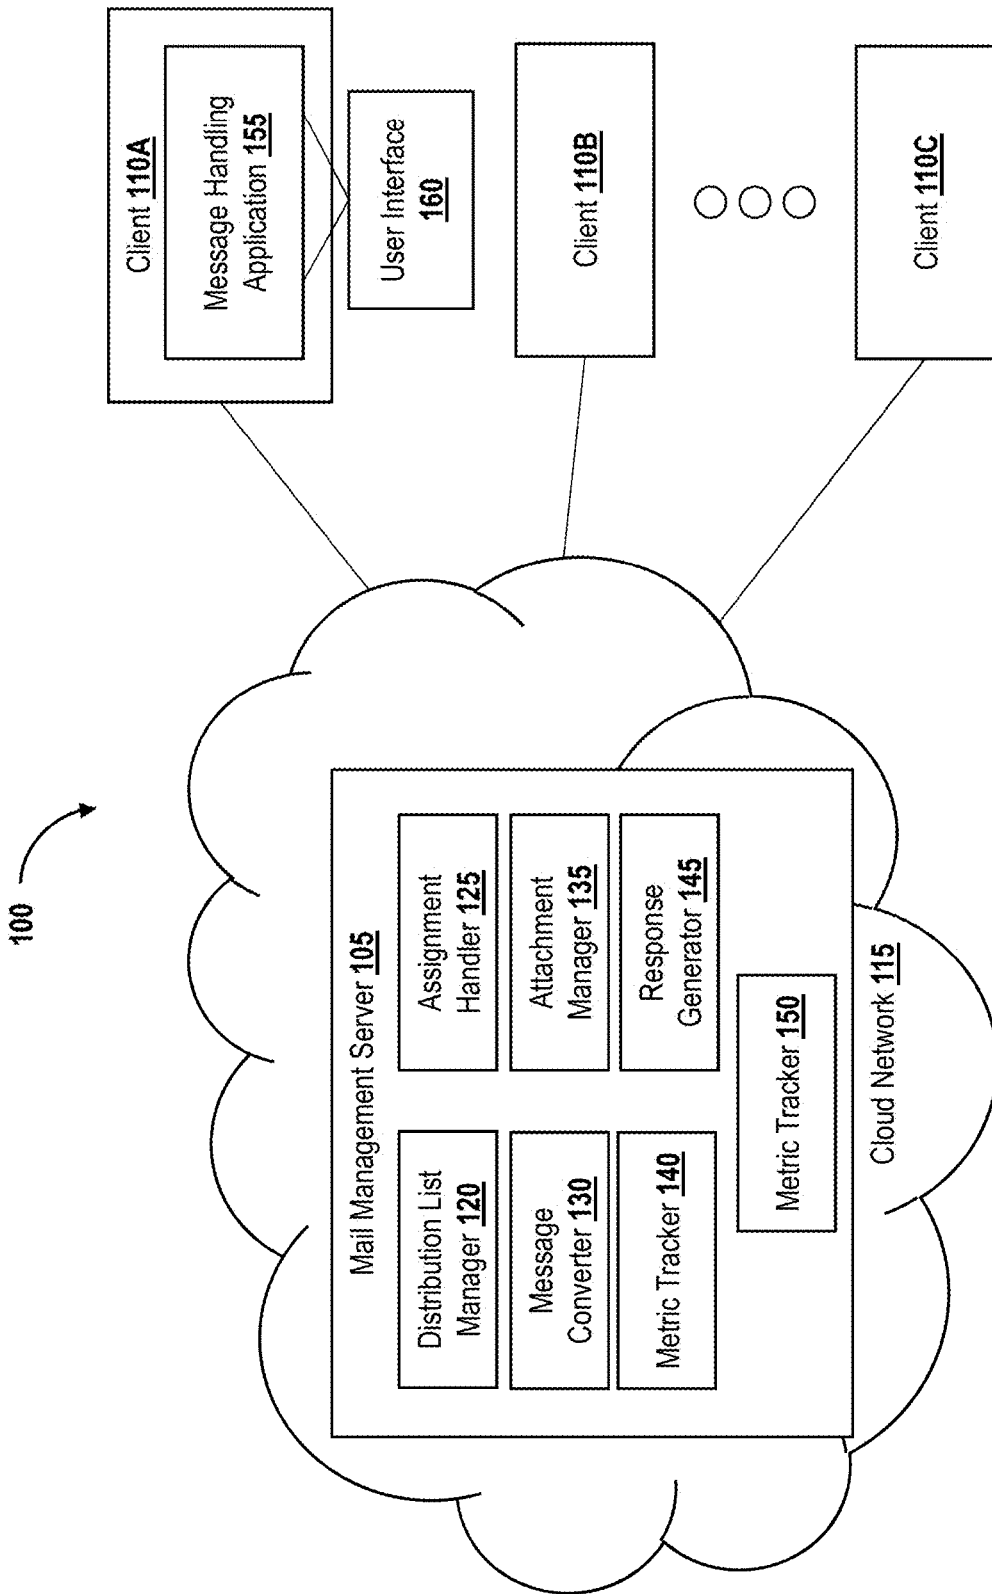 100
Mail Management Server 105
Distribution List
Manager 120
Assignment
Handler 125
Message
Converter 130
Attachment
Manager 135
Metric Tracker 140
Response
Generator 145
Metric Tracker 150
Cloud Network 115
Client 110A
Message Handling
Application 155
User Interface
160
Client 110B
Client 110C